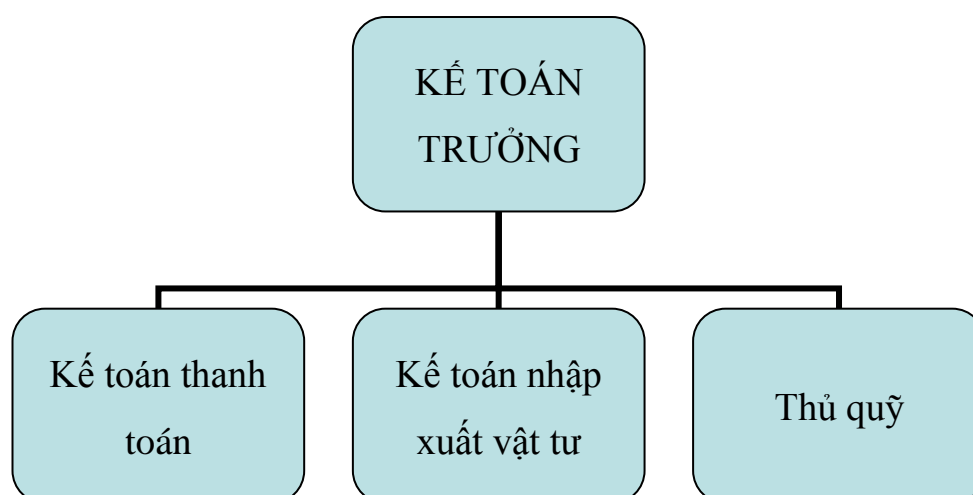 KẾ TOÁN
TRƯỞNG
Kế toán thanh
toán
Kế toán nhập
xuất vật tư
Thủ quỹ